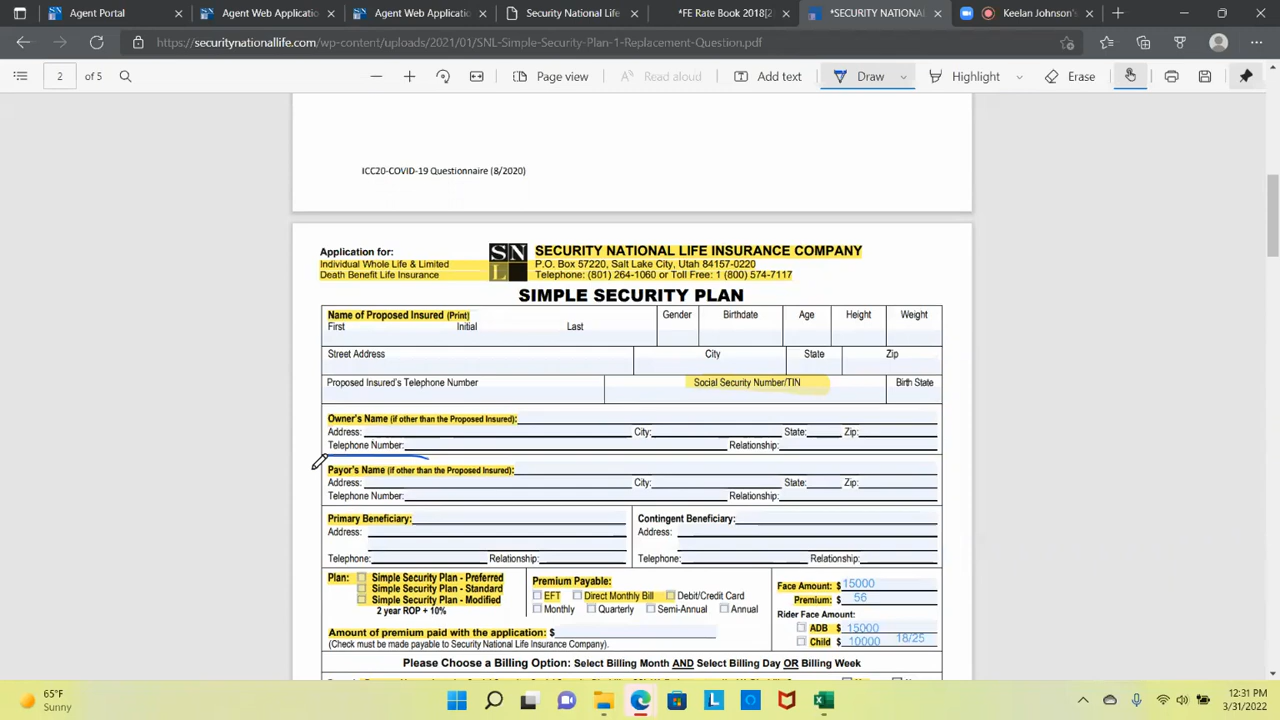 Agent Portal
Agent Web Application
Agent Web Application
Security National Life
*FE Rate Book 2018
*SECURITY NATIONAL
Keelan Johnson's
https://securitynationallife.com/wp-content/uploads/2021/01/SNL-Simple-Security-Plan-1-Replacement-Question.pdf
2 of 5 Page view Read aloud Add text Draw Highlight Erase
ICC20-COVID-19 Questionnaire (8/2020)
Application for: SN SECURITY NATIONAL LIFE INSURANCE COMPANY
Individual Whole Life & Limited L P.O. Box 57220, Salt Lake City, Utah 84157-0220
Death Benefit Life Insurance Telephone: (801) 264-1060 or Toll Free: 1 (800) 574-7117
SIMPLE SECURITY PLAN
Name of Proposed Insured (Print) Gender Birthdate Age Height Weight
First Initial Last
Street Address City State Zip
Proposed Insured's Telephone Number Social Security Number/TIN Birth State
Owner's Name (if other than the Proposed Insured):
Address: City: State: Zip:
Telephone Number: Relationship:
Payor's Name (if other than the Proposed Insured):
Address: City: State: Zip:
Telephone Number: Relationship:
Primary Beneficiary: Contingent Beneficiary:
Address: Address:
Telephone: Relationship: Telephone: Relationship:
Plan: Simple Security Plan - Preferred Premium Payable: Face Amount: $ 15000
Simple Security Plan - Standard EFT Direct Monthly Bill Debit/Credit Card Premium: 56
Simple Security Plan - Modified Monthly Quarterly Semi-Annual Annual Rider Face Amount:
2 year ROP + 10%
ADB $ 15000
Amount of premium paid with the application: $ Child $ 10000 18/25
(Check must be made payable to Security National Life Insurance Company).
Please Choose a Billing Option: Select Billing Month AND Select Billing Day OR Billing Week
65°F
Sunny
12:31 PM
3/31/2022